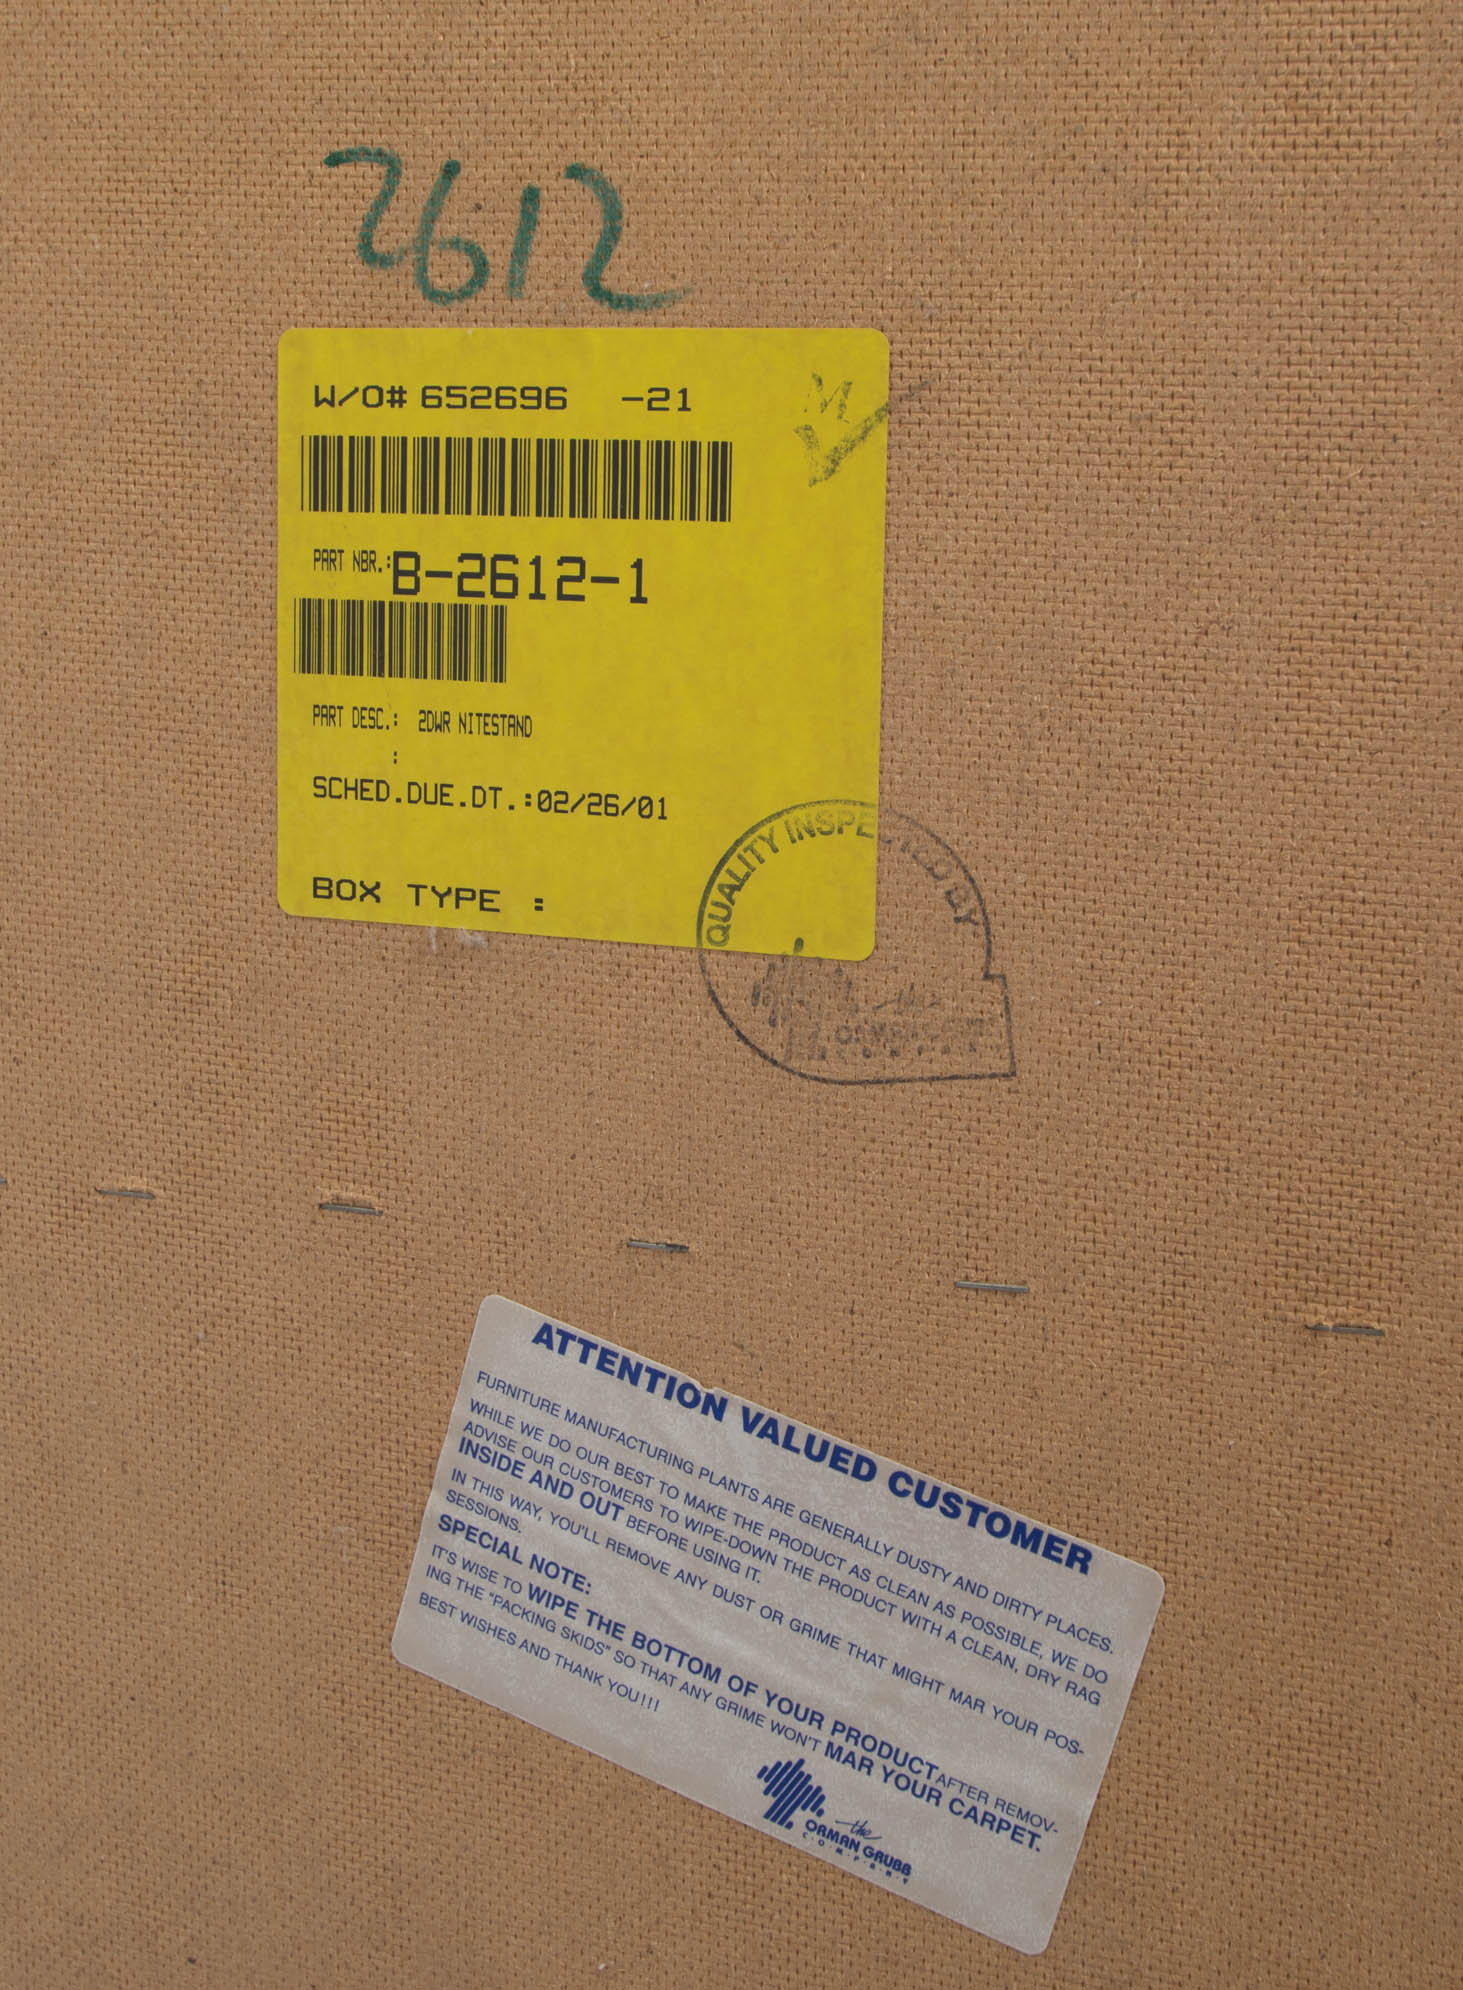 2612
W/O# 652696 -21
M
PART NBR.: B-2612-1
PART DESC.: 2DWR NITESTAND
:
SCHED.DUE.DT.:02/26/01
BOX TYPE :
QUALITY INSPECTED BY
the
ATTENTION VALUED CUSTOMER
FURNITURE MANUFACTURING PLANTS ARE GENERALLY DUSTY AND DIRTY PLACES.
WHILE WE DO OUR BEST TO MAKE THE PRODUCT AS CLEAN AS POSSIBLE, WE DO
ADVISE OUR CUSTOMERS TO WIPE-DOWN THE PRODUCT WITH A CLEAN, DRY RAG
INSIDE AND OUT BEFORE USING IT.
IN THIS WAY, YOU'LL REMOVE ANY DUST OR GRIME THAT MIGHT MAR YOUR POS-
SESSIONS.
SPECIAL NOTE:
IT'S WISE TO WIPE THE BOTTOM OF YOUR PRODUCT AFTER REMOV-
ING THE "PACKING SKIDS" SO THAT ANY GRIME WON'T MAR YOUR CARPET.
BEST WISHES AND THANK YOU!!!
the
ORMAN GRUBB
C·O·M·P·A·N·Y